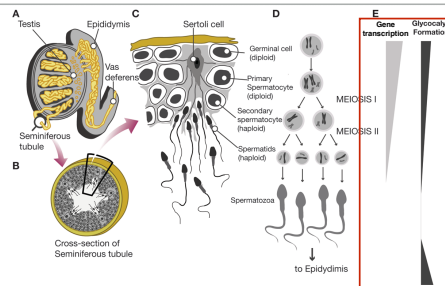 A
Testis
Epididymis
Vas
deferens
Seminiferous
tubule
B
Cross-section of
Seminiferous tubule
C
Sertoli cell
Germinal cell
(diploid)
Primary
Spermatocyte
(diploid)
Secondary
spermatocyte
(haploid)
Spermatids
(haploid)
Spermatozoa
D
MEIOSIS I
MEIOSIS II
to Epidydimis
E
Gene
transcription
Glycocaly
Formatio